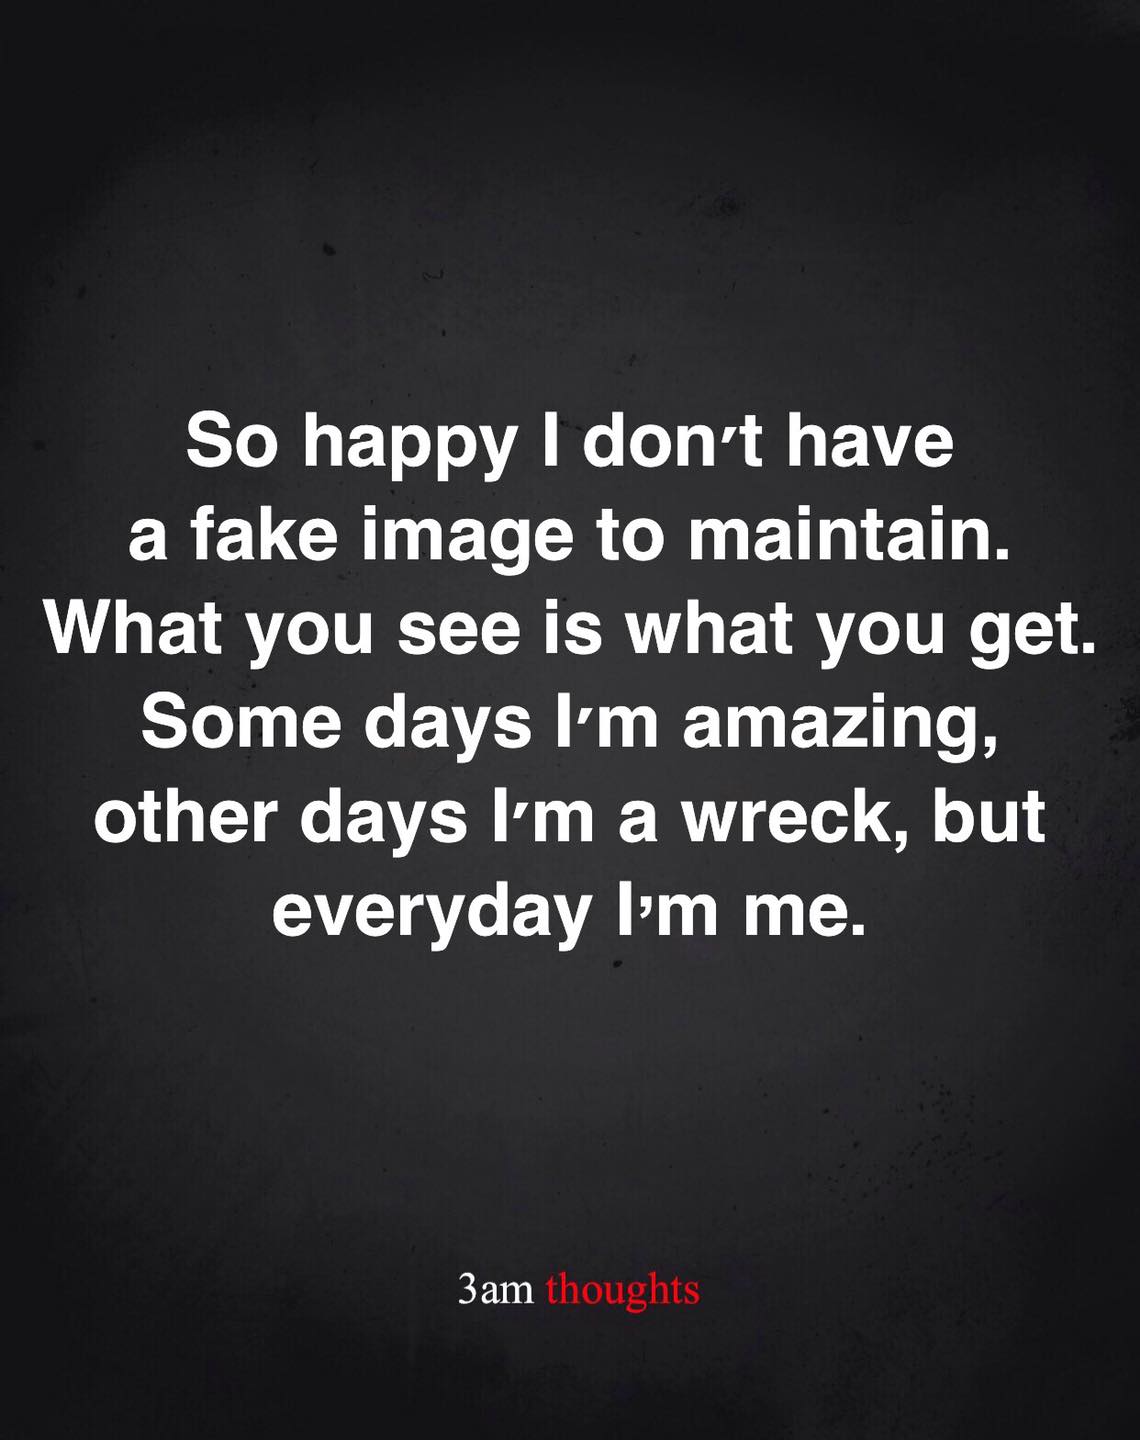 So happy I don't have
a fake image to maintain.
What you see is what you get.
Some days I'm amazing,
other days I'm a wreck, but
everyday I'm me.
3am thoughts